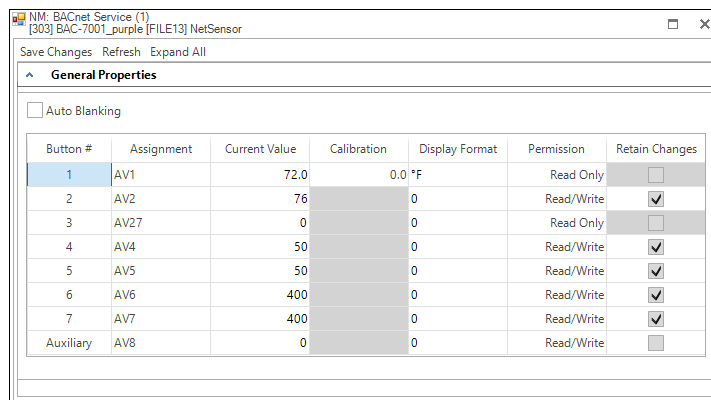 NM: BACnet Service (1)
[303] BAC-7001_purple [FILE13] NetSensor
Save Changes Refresh Expand All
General Properties
Auto Blanking
Button # Assignment Current Value Calibration Display Format Permission Retain Changes
1 AV1 72.0 0.0 °F Read Only
2 AV2 76 0 Read/Write
3 AV27 0 0 Read Only
4 AV4 50 0 Read/Write
5 AV5 50 0 Read/Write
6 AV6 400 0 Read/Write
7 AV7 400 0 Read/Write
Auxiliary AV8 0 0 Read/Write